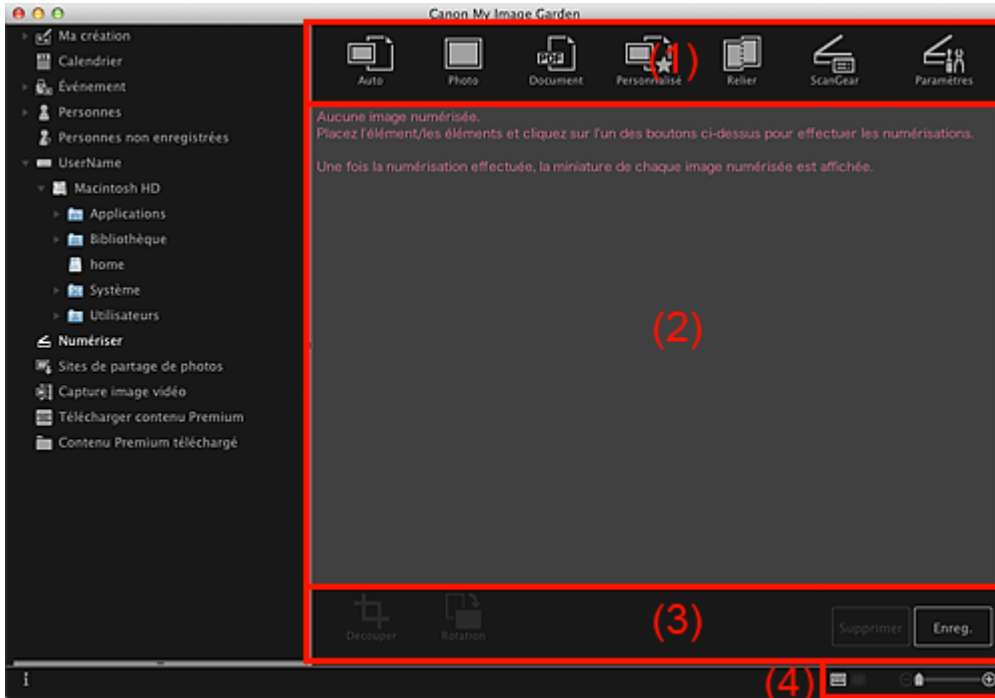 Canon My Image Garden
Ma création
Calendrier
Événement
Personnes
Personnes non enregistrées
UserName
Macintosh HD
Applications
Bibliothèque
home
Système
Utilisateurs
Numériser
Sites de partage de photos
Capture image vidéo
Télécharger contenu Premium
Contenu Premium téléchargé
Auto
Photo
PDF
Document
Personnalisé
(1)
Relier
ScanGear
Paramètres
Aucune image numérisée.
Placez l'élément/les éléments et cliquez sur l'un des boutons ci-dessus pour effectuer les numérisations.
Une fois la numérisation effectuée, la miniature de chaque image numérisée est affichée.
(2)
Découper
Rotation
(3)
Supprimer
Enreg.
i
(4)